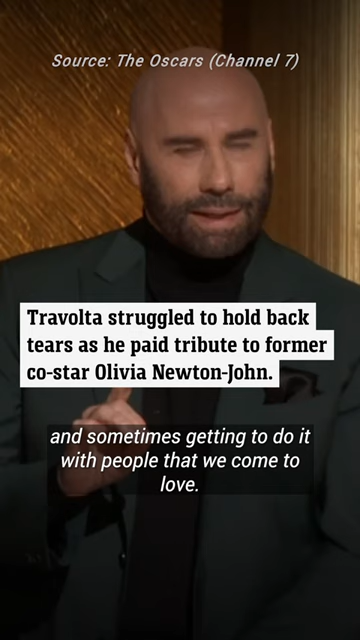 Source: The Oscars (Channel 7)
Travolta struggled to hold back
tears as he paid tribute to former
co-star Olivia Newton-John.
and sometimes getting to do it
with people that we come to
love.